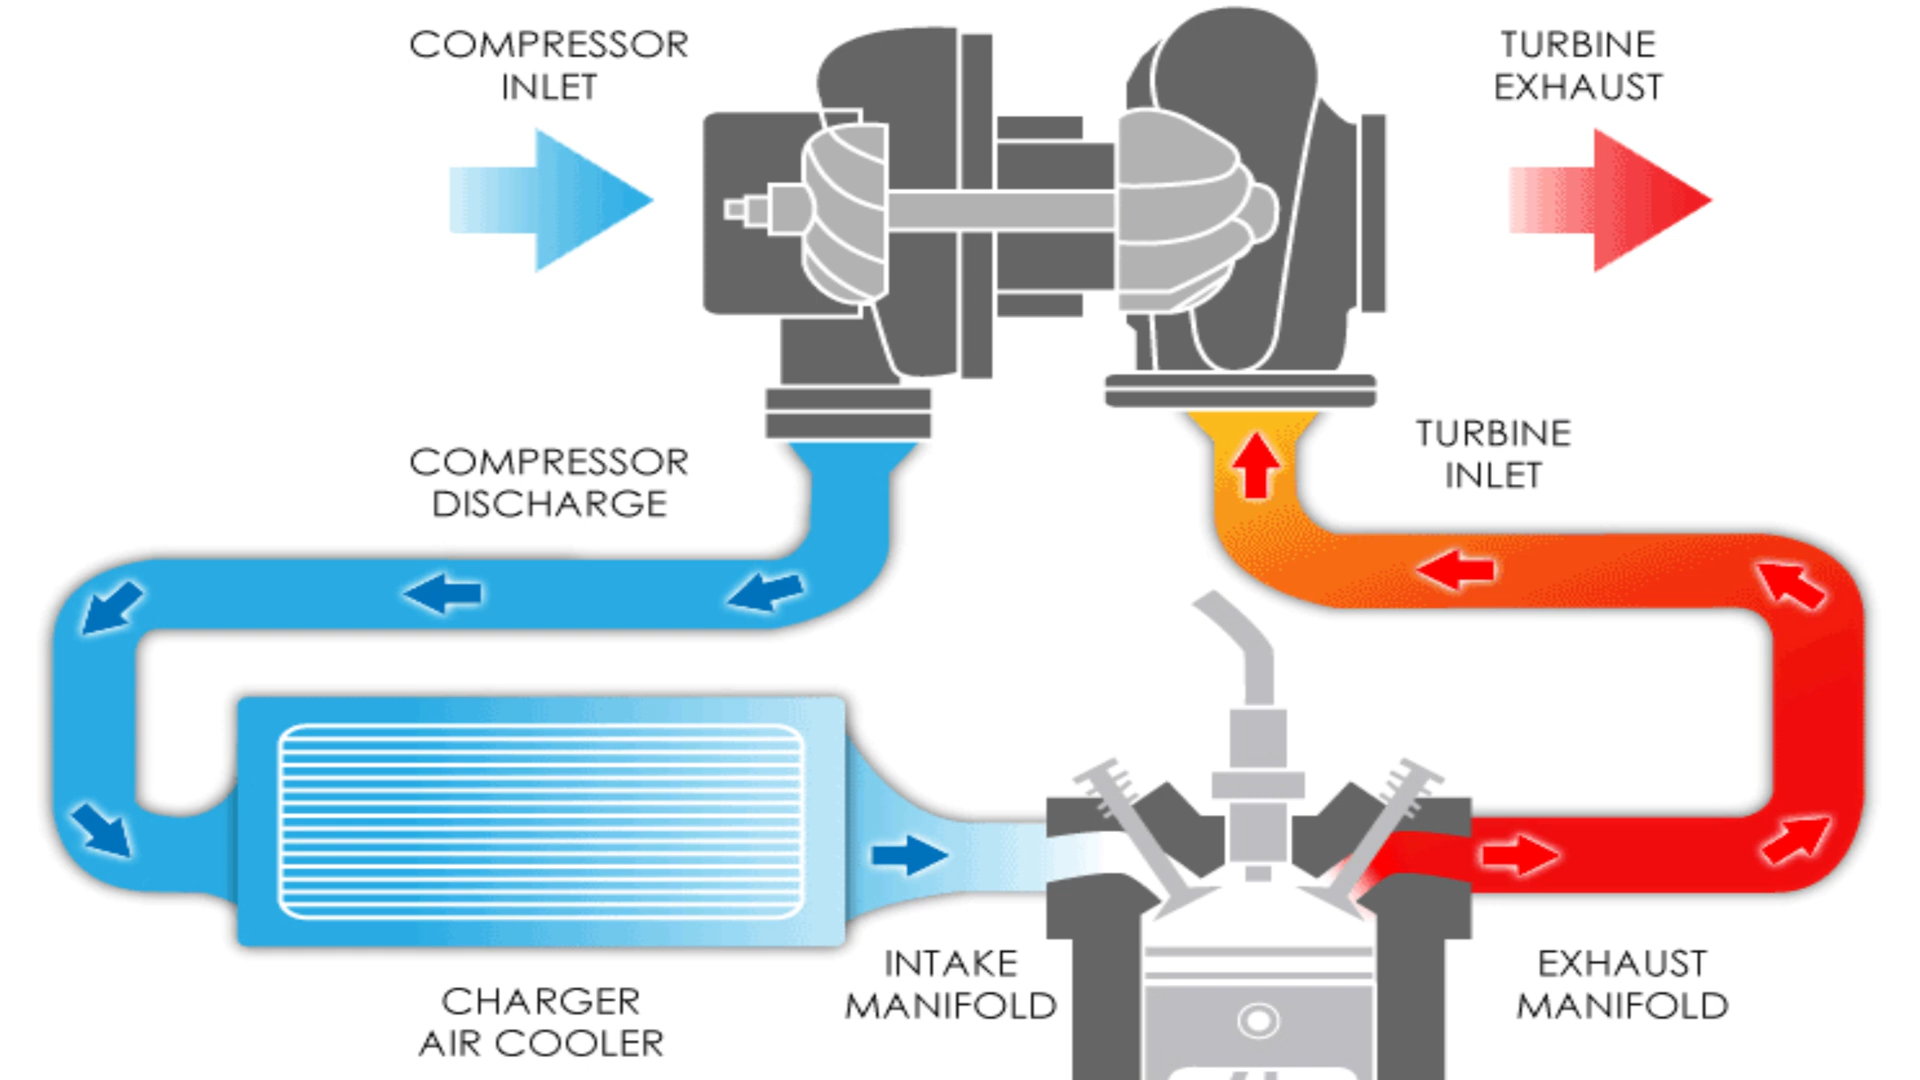 COMPRESSOR
INLET
TURBINE
EXHAUST
COMPRESSOR
DISCHARGE
TURBINE
INLET
CHARGER
AIR COOLER
INTAKE
MANIFOLD
EXHAUST
MANIFOLD